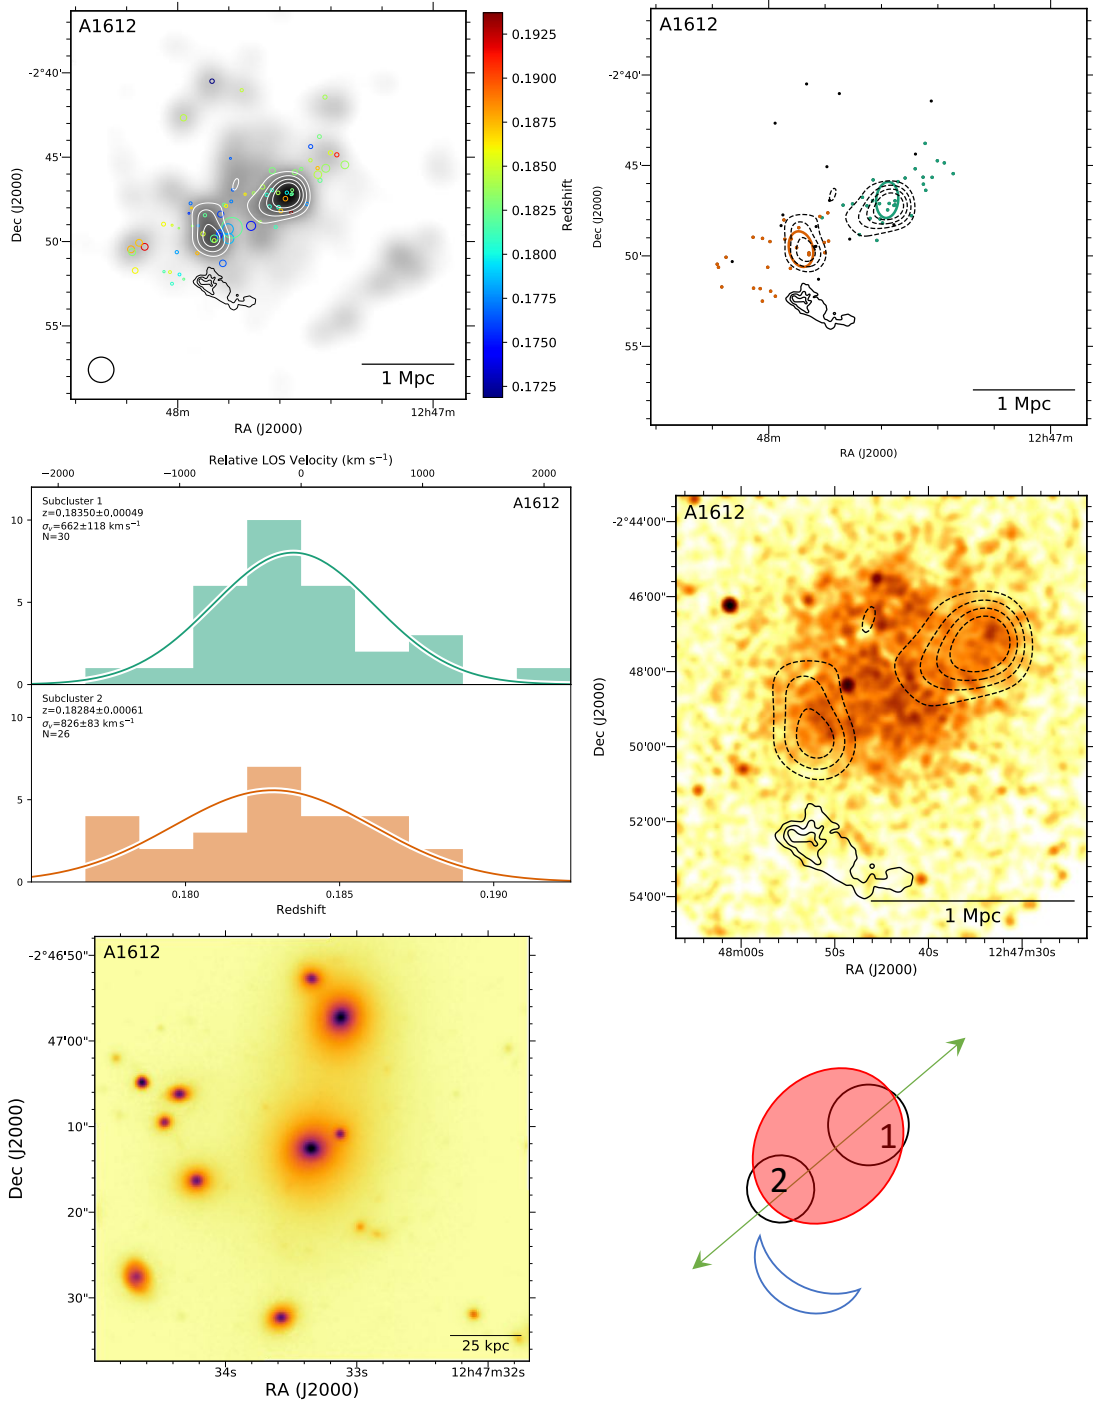 A1612
-2°40'
45'
50'
55'
Dec (J2000)
48m
12h47m
RA (J2000)
1 Mpc
0.1925
0.1900
0.1875
0.1850
0.1825
0.1800
0.1775
0.1750
0.1725
Redshift
A1612
-2°40'
45'
50'
55'
Dec (J2000)
48m
12h47m
RA (J2000)
1 Mpc
Relative LOS Velocity (km s⁻¹)
−2000 −1000 0 1000 2000
Subcluster 1
z=0.18350±0.00049
σᵥ=662±118 km s⁻¹
N=30
A1612
10
5
0
Subcluster 2
z=0.18284±0.00061
σᵥ=826±83 km s⁻¹
N=26
10
5
0
0.180 0.185 0.190
Redshift
A1612
-2°44'00"
46'00"
48'00"
50'00"
52'00"
54'00"
Dec (J2000)
1 Mpc
48m00s 50s 40s 12h47m30s
RA (J2000)
A1612
-2°46'50"
47'00"
10"
20"
30"
Dec (J2000)
25 kpc
34s 33s 12h47m32s
RA (J2000)
1
2